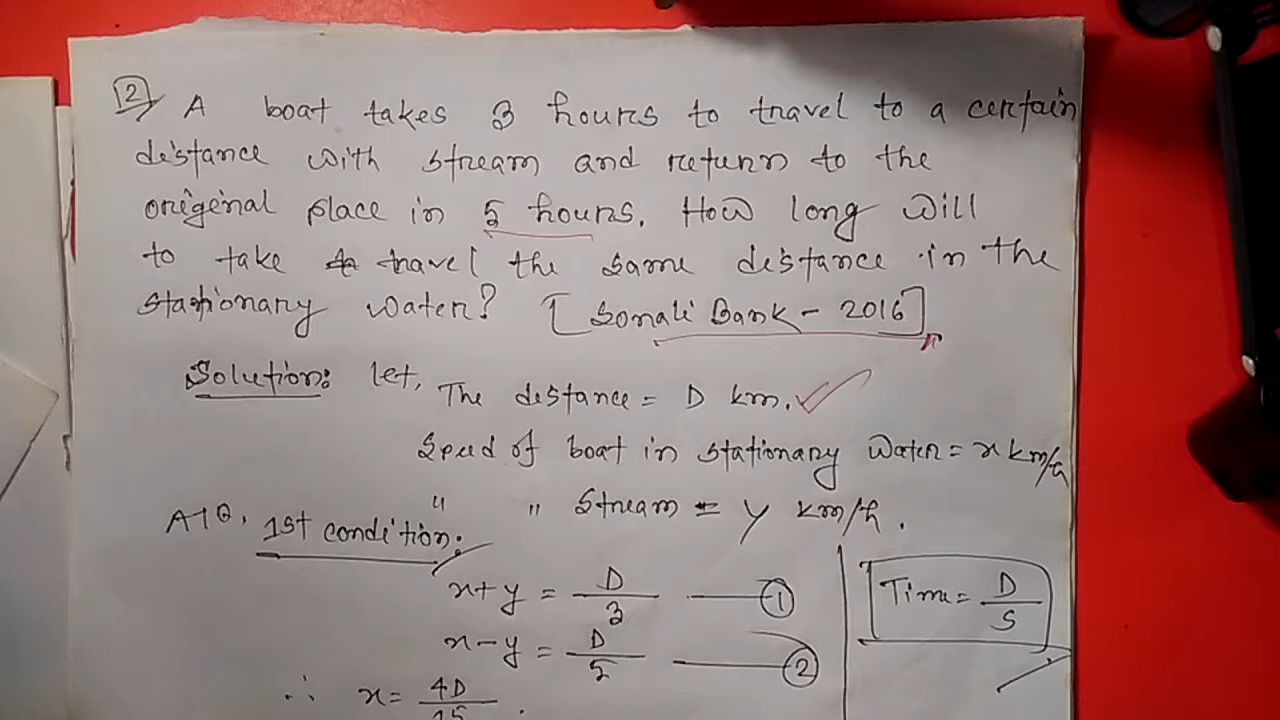 2 A boat takes 3 hours to travel to a certain
distance with stream and return to the
original place in 5 hours. How long will
to take travel the same distance in the
stationary water? [Sonali Bank - 2016]
Solution: let, The distance = D km.
Speed of boat in stationary water = x km/h
" " Stream = y km/h.
ATQ, 1st condition:
x+y = D/3 ① Time = D/S
x-y = D/5 ②
∴ x = 4D/15.